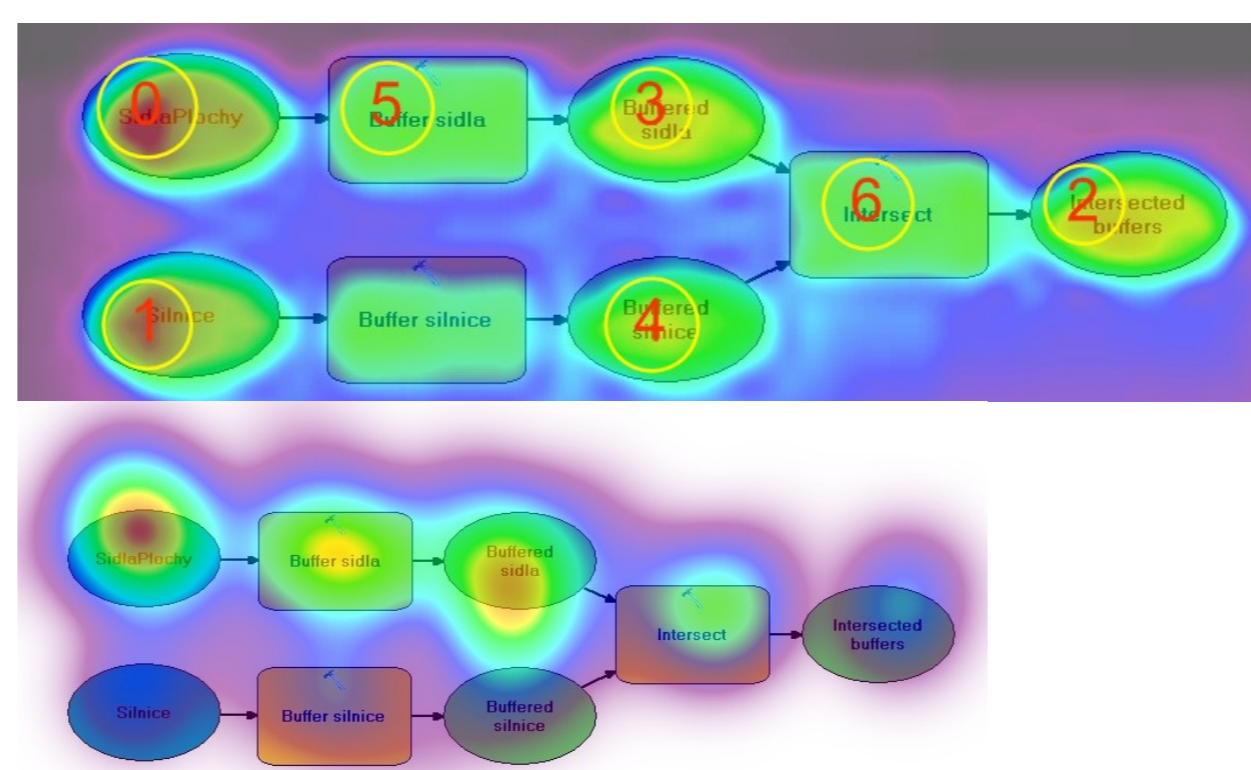 0
SidlaPlochy
5
Buffer sidla
3
Buffered
sidla
6
Intersect
2
Intersected
buffers
1
Silnice
Buffer silnice
4
Buffered
silnice
SidlaPlochy
Buffer sidla
Buffered
sidla
Intersect
Intersected
buffers
Silnice
Buffer silnice
Buffered
silnice